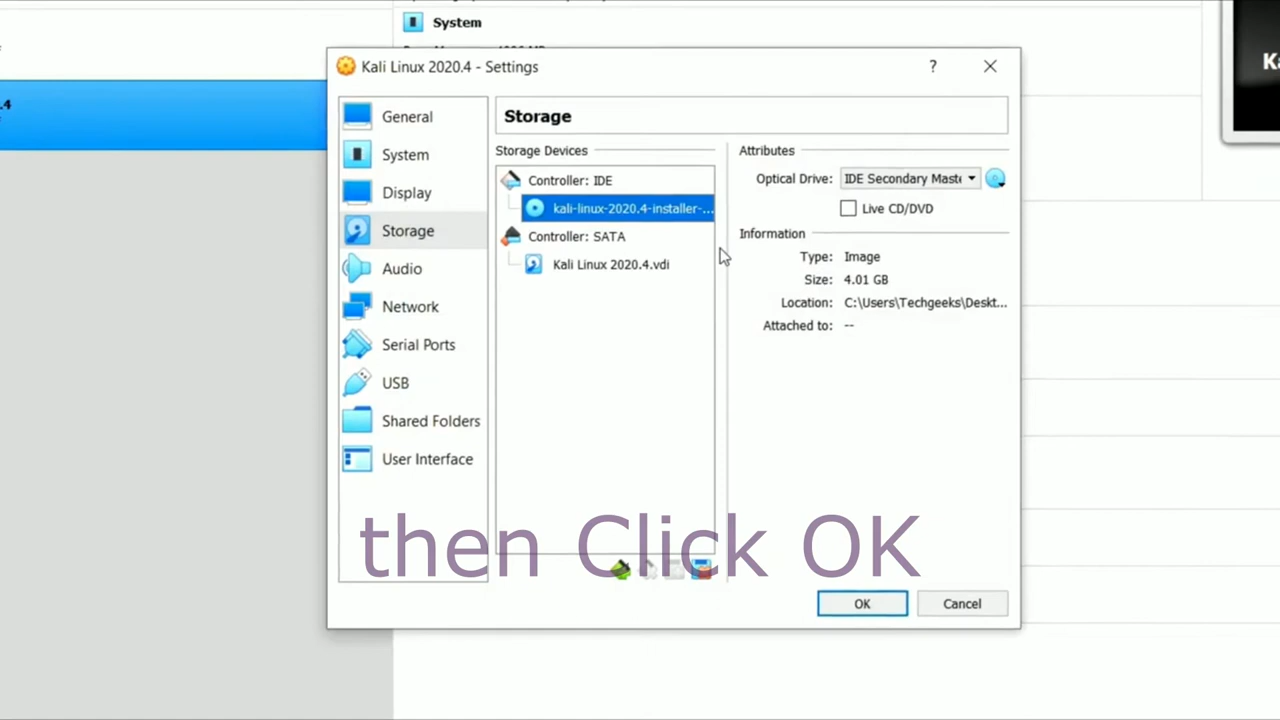 System
.4
Kali Linux 2020.4 - Settings
?
General
System
Display
Storage
Audio
Network
Serial Ports
USB
Shared Folders
User Interface
Storage
Storage Devices
Controller: IDE
kali-linux-2020.4-installer-...
Controller: SATA
Kali Linux 2020.4.vdi
Attributes
Optical Drive: IDE Secondary Maste
Live CD/DVD
Information
Type: Image
Size: 4.01 GB
Location: C:\Users\Techgeeks\Deskt...
Attached to: --
then Click OK
OK
Cancel
Ka